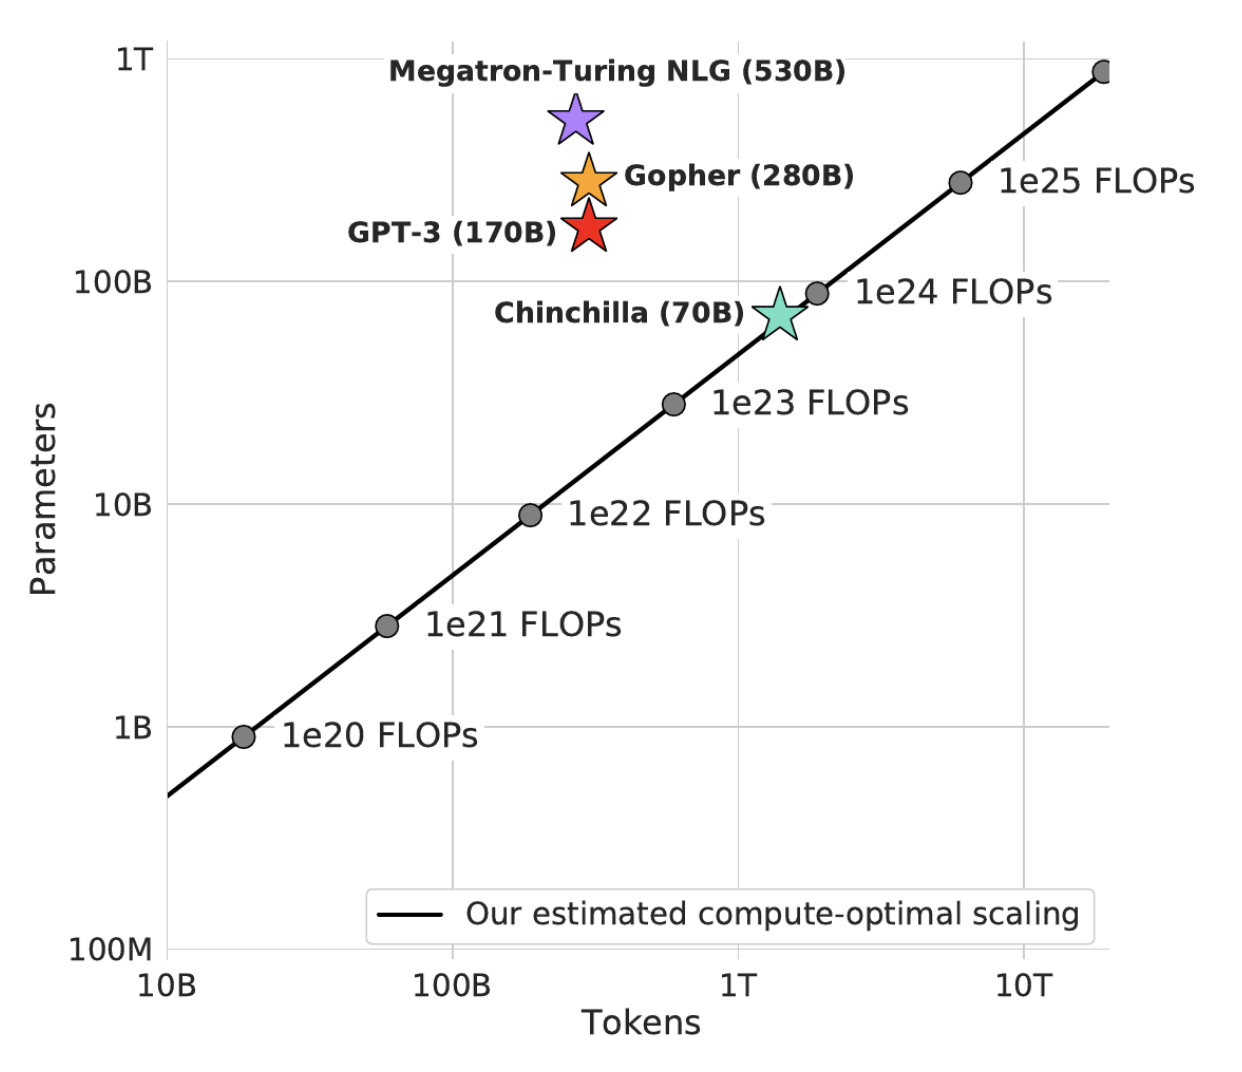 1T
Megatron-Turing NLG (530B)
Gopher (280B)
1e25 FLOPs
GPT-3 (170B)
100B
1e24 FLOPs
Chinchilla (70B)
1e23 FLOPs
Parameters
10B
1e22 FLOPs
1e21 FLOPs
1B
1e20 FLOPs
Our estimated compute-optimal scaling
100M
10B 100B 1T 10T
Tokens